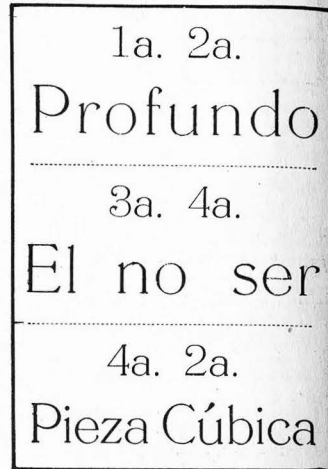 1a. 2a.
Profundo
3a. 4a.
El no ser
4a. 2a.
Pieza Cúbica